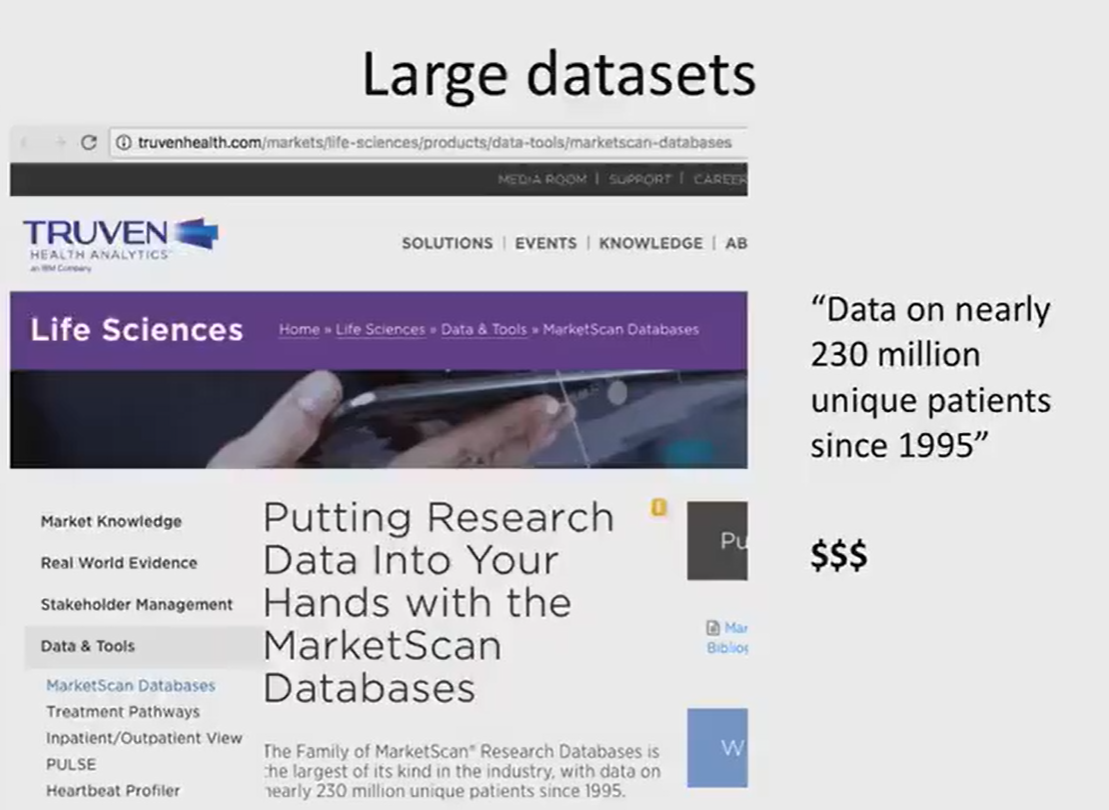 Large datasets
truvenhealth.com/markets/life-sciences/products/data-tools/marketscan-databases
MEDIA ROOM | SUPPORT | CAREER
TRUVEN
HEALTH ANALYTICS
an IBM Company
SOLUTIONS | EVENTS | KNOWLEDGE | AB
Life Sciences
Home » Life Sciences » Data & Tools » MarketScan Databases
Market Knowledge
Real World Evidence
Stakeholder Management
Data & Tools
MarketScan Databases
Treatment Pathways
Inpatient/Outpatient View
PULSE
Heartbeat Profiler
Putting Research
Data Into Your
Hands with the
MarketScan
Databases
The Family of MarketScan® Research Databases is
the largest of its kind in the industry, with data on
nearly 230 million unique patients since 1995.
Pu
Mar
Bibliog
W
“Data on nearly
230 million
unique patients
since 1995”
$$$